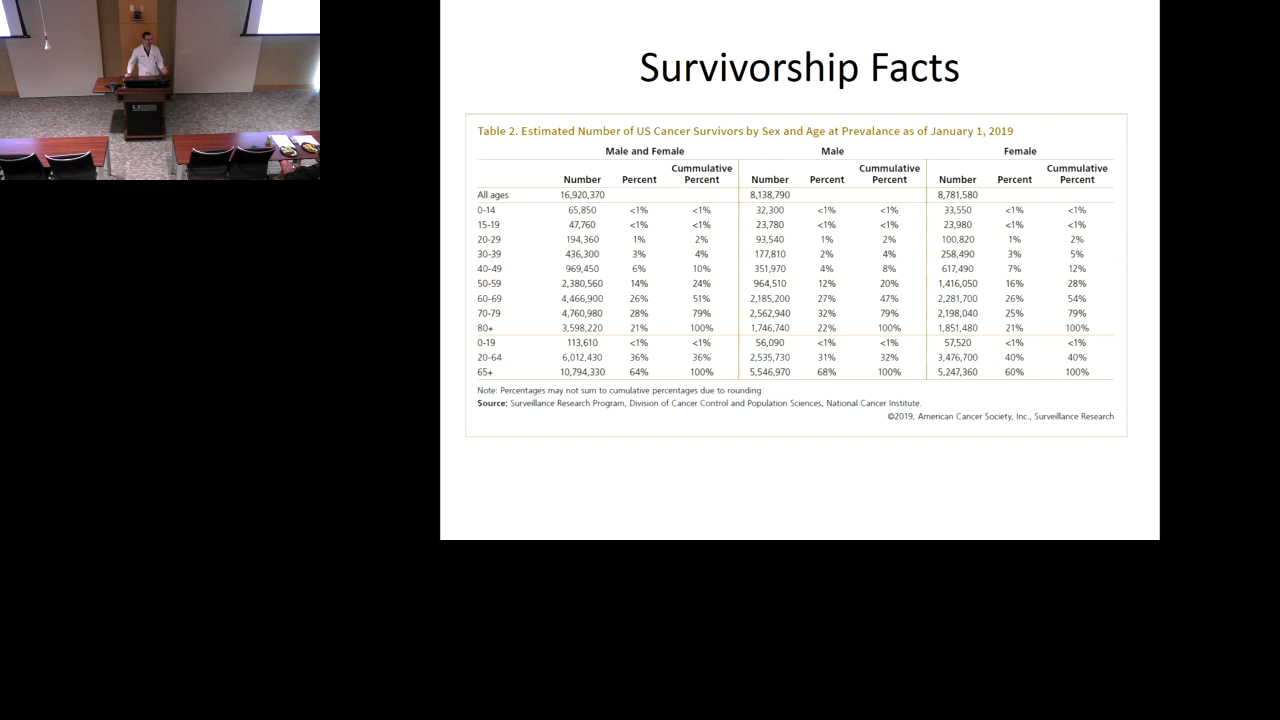 Survivorship Facts
Table 2. Estimated Number of US Cancer Survivors by Sex and Age at Prevalence as of January 1, 2019
Male and Female Male Female
Number Percent Cummulative Percent Number Percent Cummulative Percent Number Percent Cummulative Percent
All ages 16,920,370 8,138,790 8,781,580
0-14 65,850 <1% <1% 32,300 <1% <1% 33,550 <1% <1%
15-19 47,760 <1% <1% 23,780 <1% <1% 23,980 <1% <1%
20-29 194,360 1% 2% 93,540 1% 2% 100,820 1% 2%
30-39 436,300 3% 4% 177,810 2% 4% 258,490 3% 5%
40-49 969,450 6% 10% 351,970 4% 8% 617,490 7% 12%
50-59 2,380,560 14% 24% 964,510 12% 20% 1,416,050 16% 28%
60-69 4,466,900 26% 51% 2,185,200 27% 47% 2,281,700 26% 54%
70-79 4,760,980 28% 79% 2,562,940 32% 79% 2,198,040 25% 79%
80+ 3,598,220 21% 100% 1,746,740 22% 100% 1,851,480 21% 100%
0-19 113,610 <1% <1% 56,090 <1% <1% 57,520 <1% <1%
20-64 6,012,430 36% 36% 2,535,730 31% 32% 3,476,700 40% 40%
65+ 10,794,330 64% 100% 5,546,970 68% 100% 5,247,360 60% 100%
Note: Percentages may not sum to cumulative percentages due to rounding.
Source: Surveillance Research Program, Division of Cancer Control and Population Sciences, National Cancer Institute.
©2019, American Cancer Society, Inc., Surveillance Research